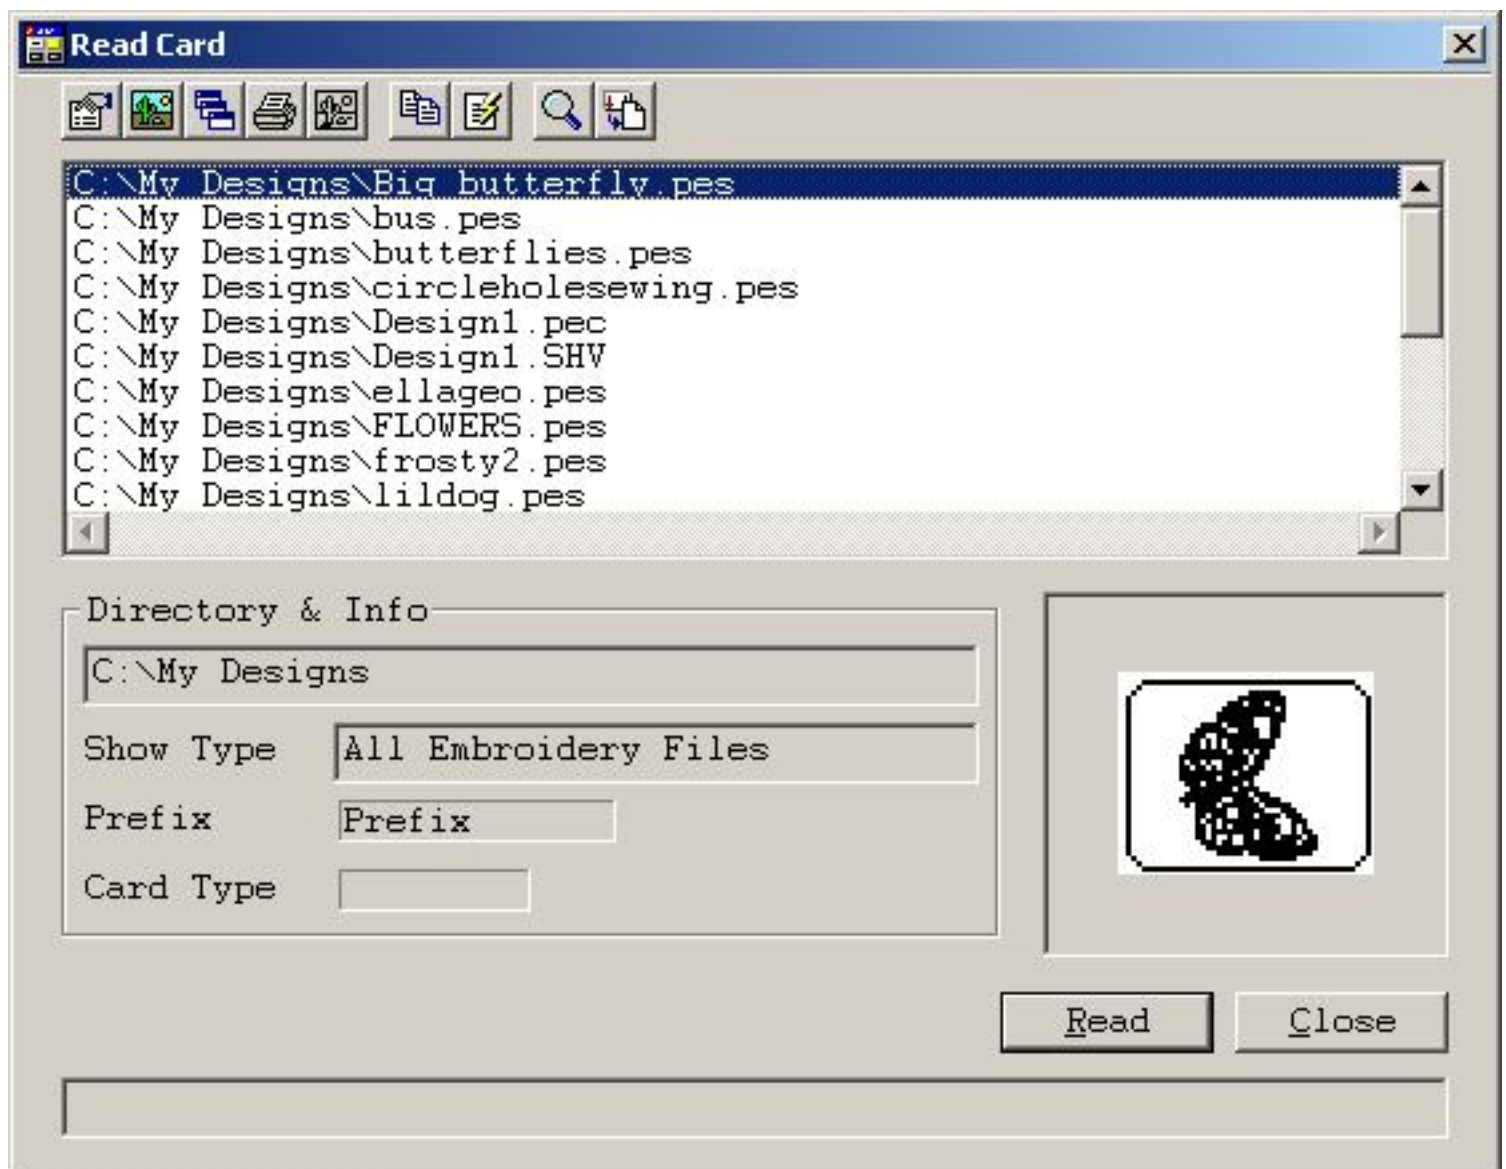 Read Card
C:\My Designs\Big butterfly.pes
C:\My Designs\bus.pes
C:\My Designs\butterflies.pes
C:\My Designs\circleholesewing.pes
C:\My Designs\Design1.pec
C:\My Designs\Design1.SHV
C:\My Designs\ellageo.pes
C:\My Designs\FLOWERS.pes
C:\My Designs\frosty2.pes
C:\My Designs\lildog.pes
Directory & Info
C:\My Designs
Show Type All Embroidery Files
Prefix Prefix
Card Type
Read Close